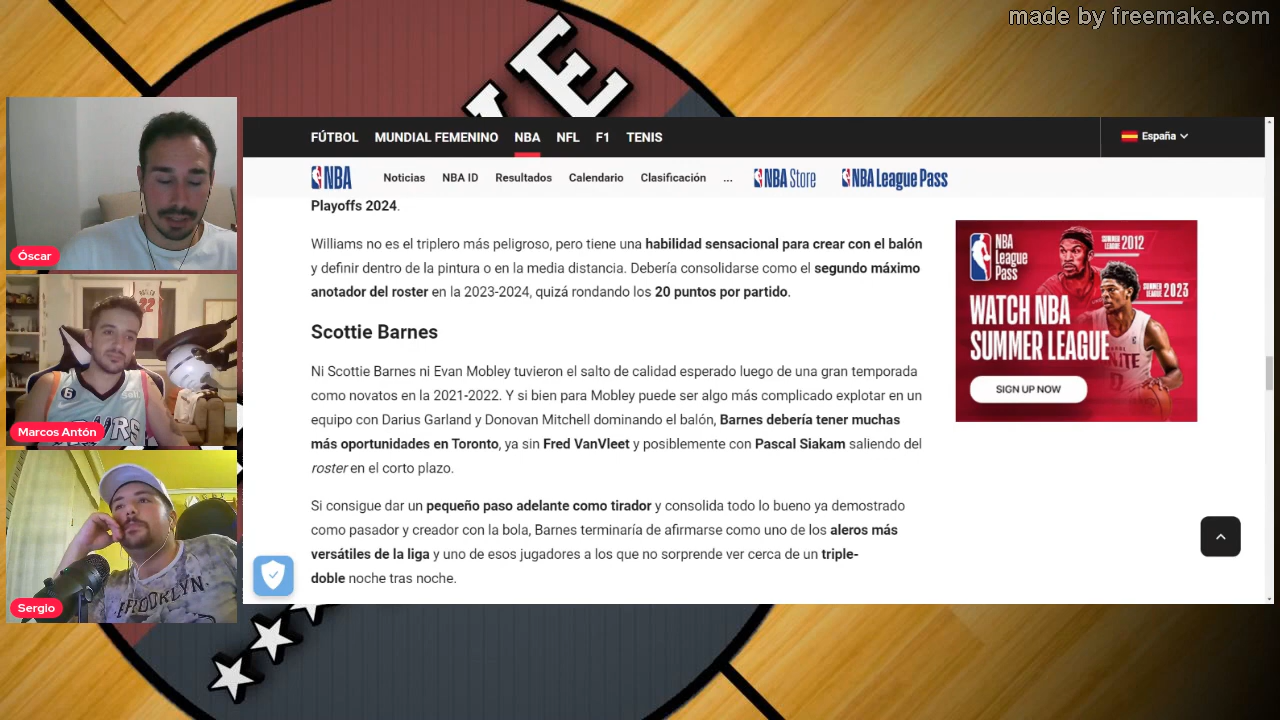 made by freemake.com
FÚTBOL MUNDIAL FEMENINO NBA NFL F1 TENIS
España
NBA
Noticias NBA ID Resultados Calendario Clasificación ...
NBA Store
NBA League Pass
Playoffs 2024.
Williams no es el triplero más peligroso, pero tiene una habilidad sensacional para crear con el balón
y definir dentro de la pintura o en la media distancia. Debería consolidarse como el segundo máximo
anotador del roster en la 2023-2024, quizá rondando los 20 puntos por partido.
Scottie Barnes
Ni Scottie Barnes ni Evan Mobley tuvieron el salto de calidad esperado luego de una gran temporada
como novatos en la 2021-2022. Y si bien para Mobley puede ser algo más complicado explotar en un
equipo con Darius Garland y Donovan Mitchell dominando el balón, Barnes debería tener muchas
más oportunidades en Toronto, ya sin Fred VanVleet y posiblemente con Pascal Siakam saliendo del
roster en el corto plazo.
Si consigue dar un pequeño paso adelante como tirador y consolida todo lo bueno ya demostrado
como pasador y creador con la bola, Barnes terminaría de afirmarse como uno de los aleros más
versátiles de la liga y uno de esos jugadores a los que no sorprende ver cerca de un triple-
doble noche tras noche.
NBA
League
Pass
SUMMER
LEAGUE 2012
SUMMER
LEAGUE 2023
WATCH NBA
SUMMER LEAGUE
SIGN UP NOW
Óscar
22
6
Marcos Antón
BROOKLYN
Sergio